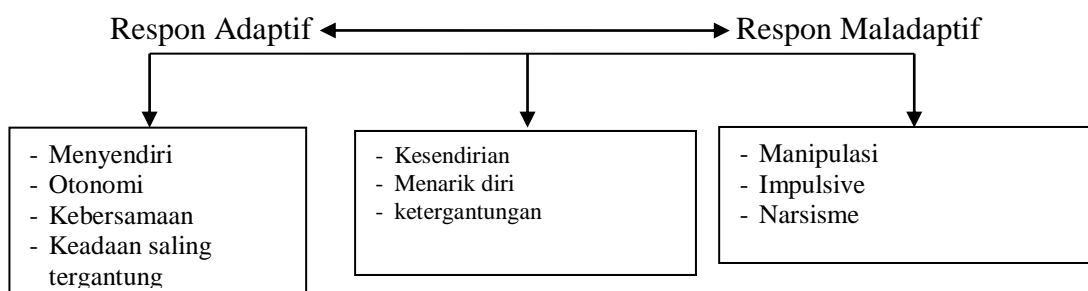 Respon Adaptif
Respon Maladaptif
- Menyendiri
- Otonomi
- Kebersamaan
- Keadaan saling
tergantung
- Kesendirian
- Menarik diri
- ketergantungan
- Manipulasi
- Impulsive
- Narsisme